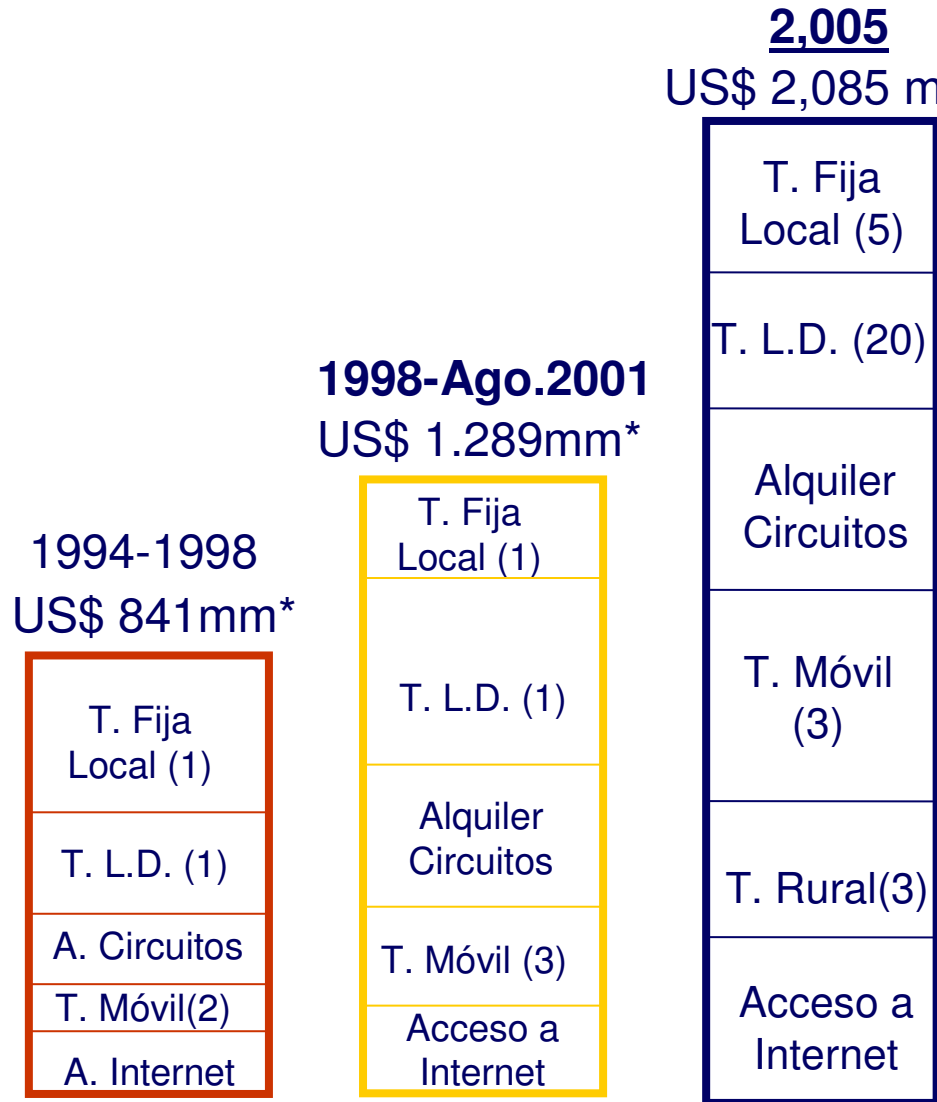 1994-1998
US$ 841mm*
T. Fija
Local (1)
T. L.D. (1)
A. Circuitos
T. Móvil(2)
A. Internet
1998-Ago.2001
US$ 1.289mm*
T. Fija
Local (1)
T. L.D. (1)
Alquiler
Circuitos
T. Móvil (3)
Acceso a
Internet
2,005
US$ 2,085 m
T. Fija
Local (5)
T. L.D. (20)
Alquiler
Circuitos
T. Móvil
(3)
T. Rural(3)
Acceso a
Internet